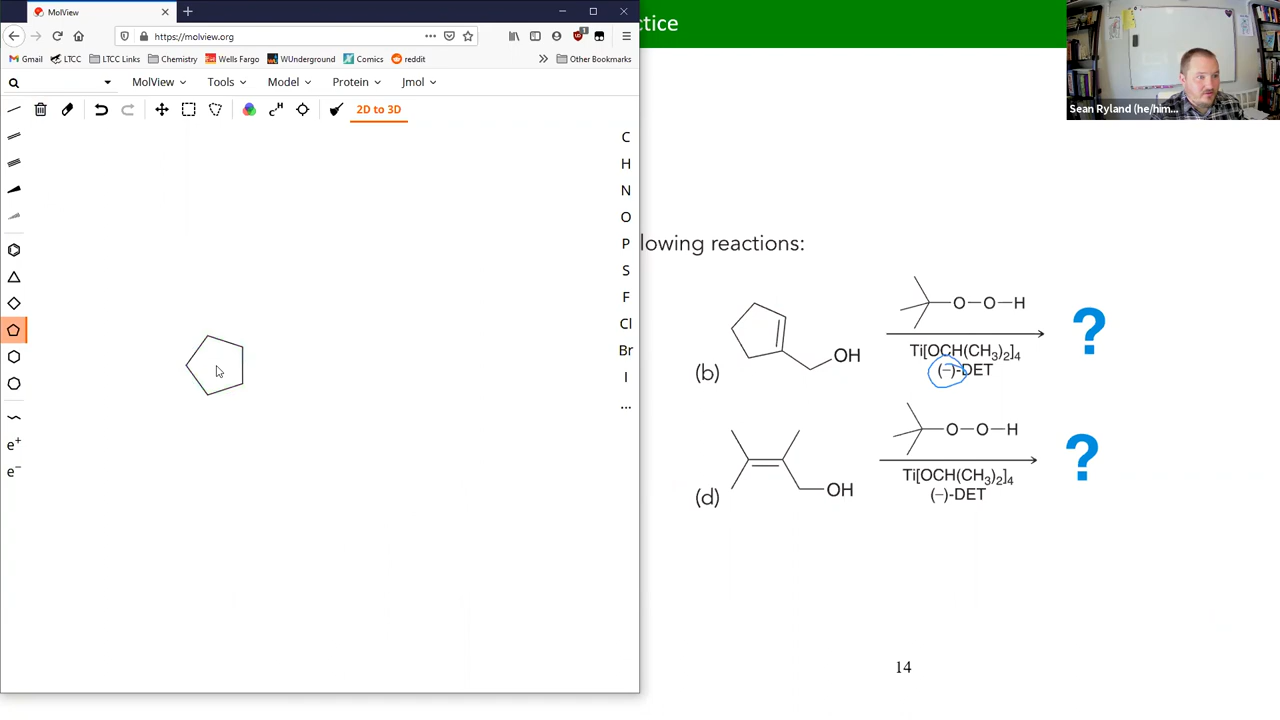 MolView
https://molview.org
Gmail LTCC LTCC Links Chemistry Wells Fargo WUnderground Comics reddit Other Bookmarks
MolView Tools Model Protein Jmol
2D to 3D
C
H
N
O
P
S
F
Cl
Br
I
...
e+
e−
ctice
Sean Ryland (he/him...
lowing reactions:
(b)
OH
O O H
Ti[OCH(CH3)2]4
(−)-DET
?
(d)
OH
O O H
Ti[OCH(CH3)2]4
(−)-DET
?
14